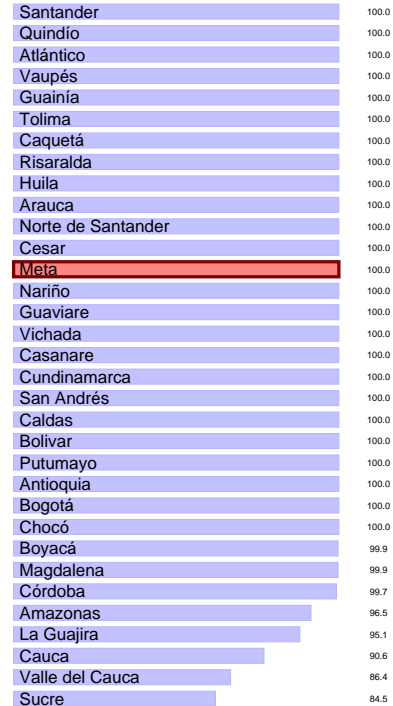 Santander 100.0
Quindío 100.0
Atlántico 100.0
Vaupés 100.0
Guainía 100.0
Tolima 100.0
Caquetá 100.0
Risaralda 100.0
Huila 100.0
Arauca 100.0
Norte de Santander 100.0
Cesar 100.0
Meta 100.0
Nariño 100.0
Guaviare 100.0
Vichada 100.0
Casanare 100.0
Cundinamarca 100.0
San Andrés 100.0
Caldas 100.0
Bolivar 100.0
Putumayo 100.0
Antioquia 100.0
Bogotá 100.0
Chocó 100.0
Boyacá 99.9
Magdalena 99.9
Córdoba 99.7
Amazonas 96.5
La Guajira 95.1
Cauca 90.6
Valle del Cauca 86.4
Sucre 84.5